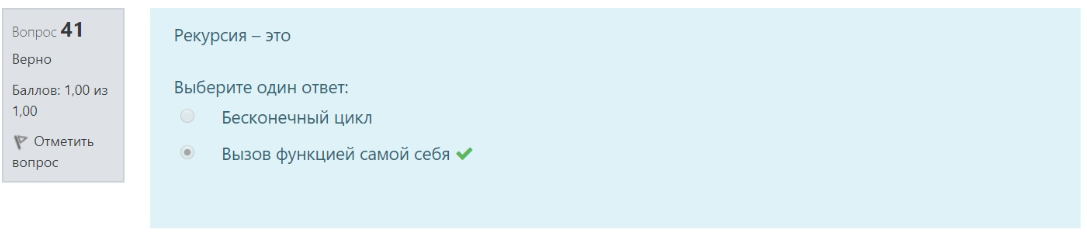 Вопрос 41
Верно
Баллов: 1,00 из
1,00
Отметить
вопрос
Рекурсия – это
Выберите один ответ:
Бесконечный цикл
Вызов функцией самой себя